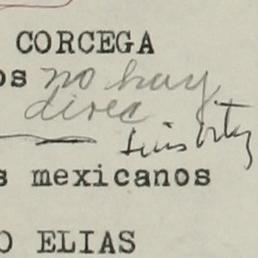 CORCEGA
os no hay
direc
Luis Ortiz
s mexicanos
O ELIAS